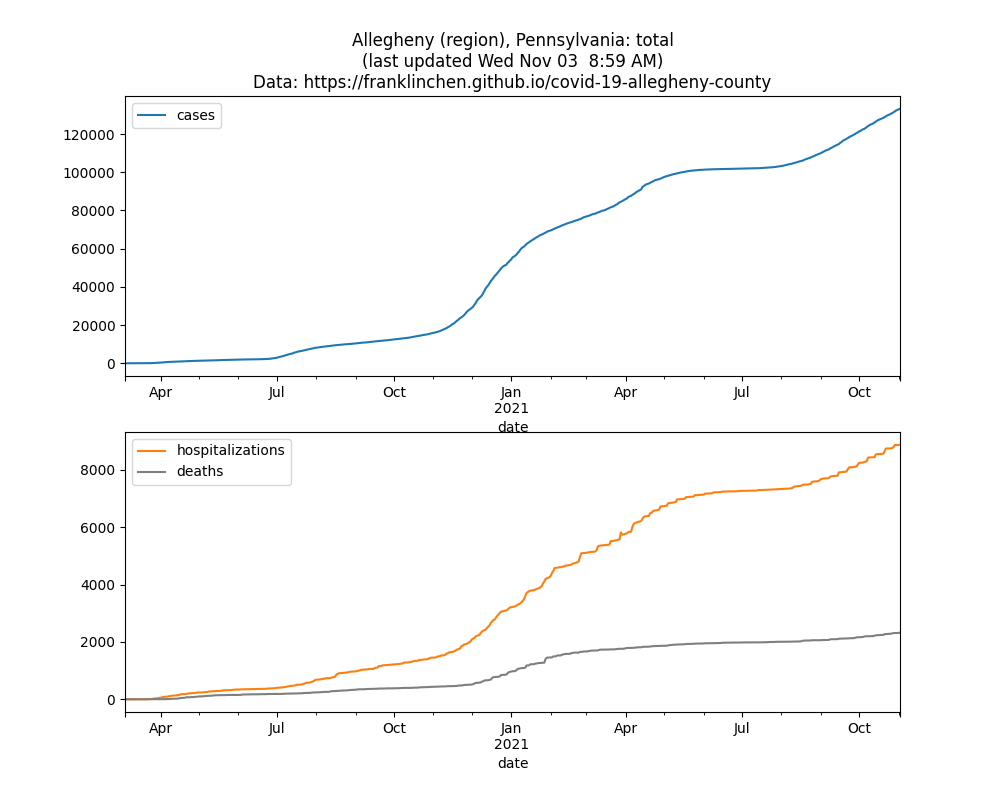 Allegheny (region), Pennsylvania: total
(last updated Wed Nov 03  8:59 AM)
Data: https://franklinchen.github.io/covid-19-allegheny-county
cases
120000
100000
80000
60000
40000
20000
0
Apr Jul Oct Jan Apr Jul Oct
2021
date
hospitalizations
deaths
8000
6000
4000
2000
0
Apr Jul Oct Jan Apr Jul Oct
2021
date